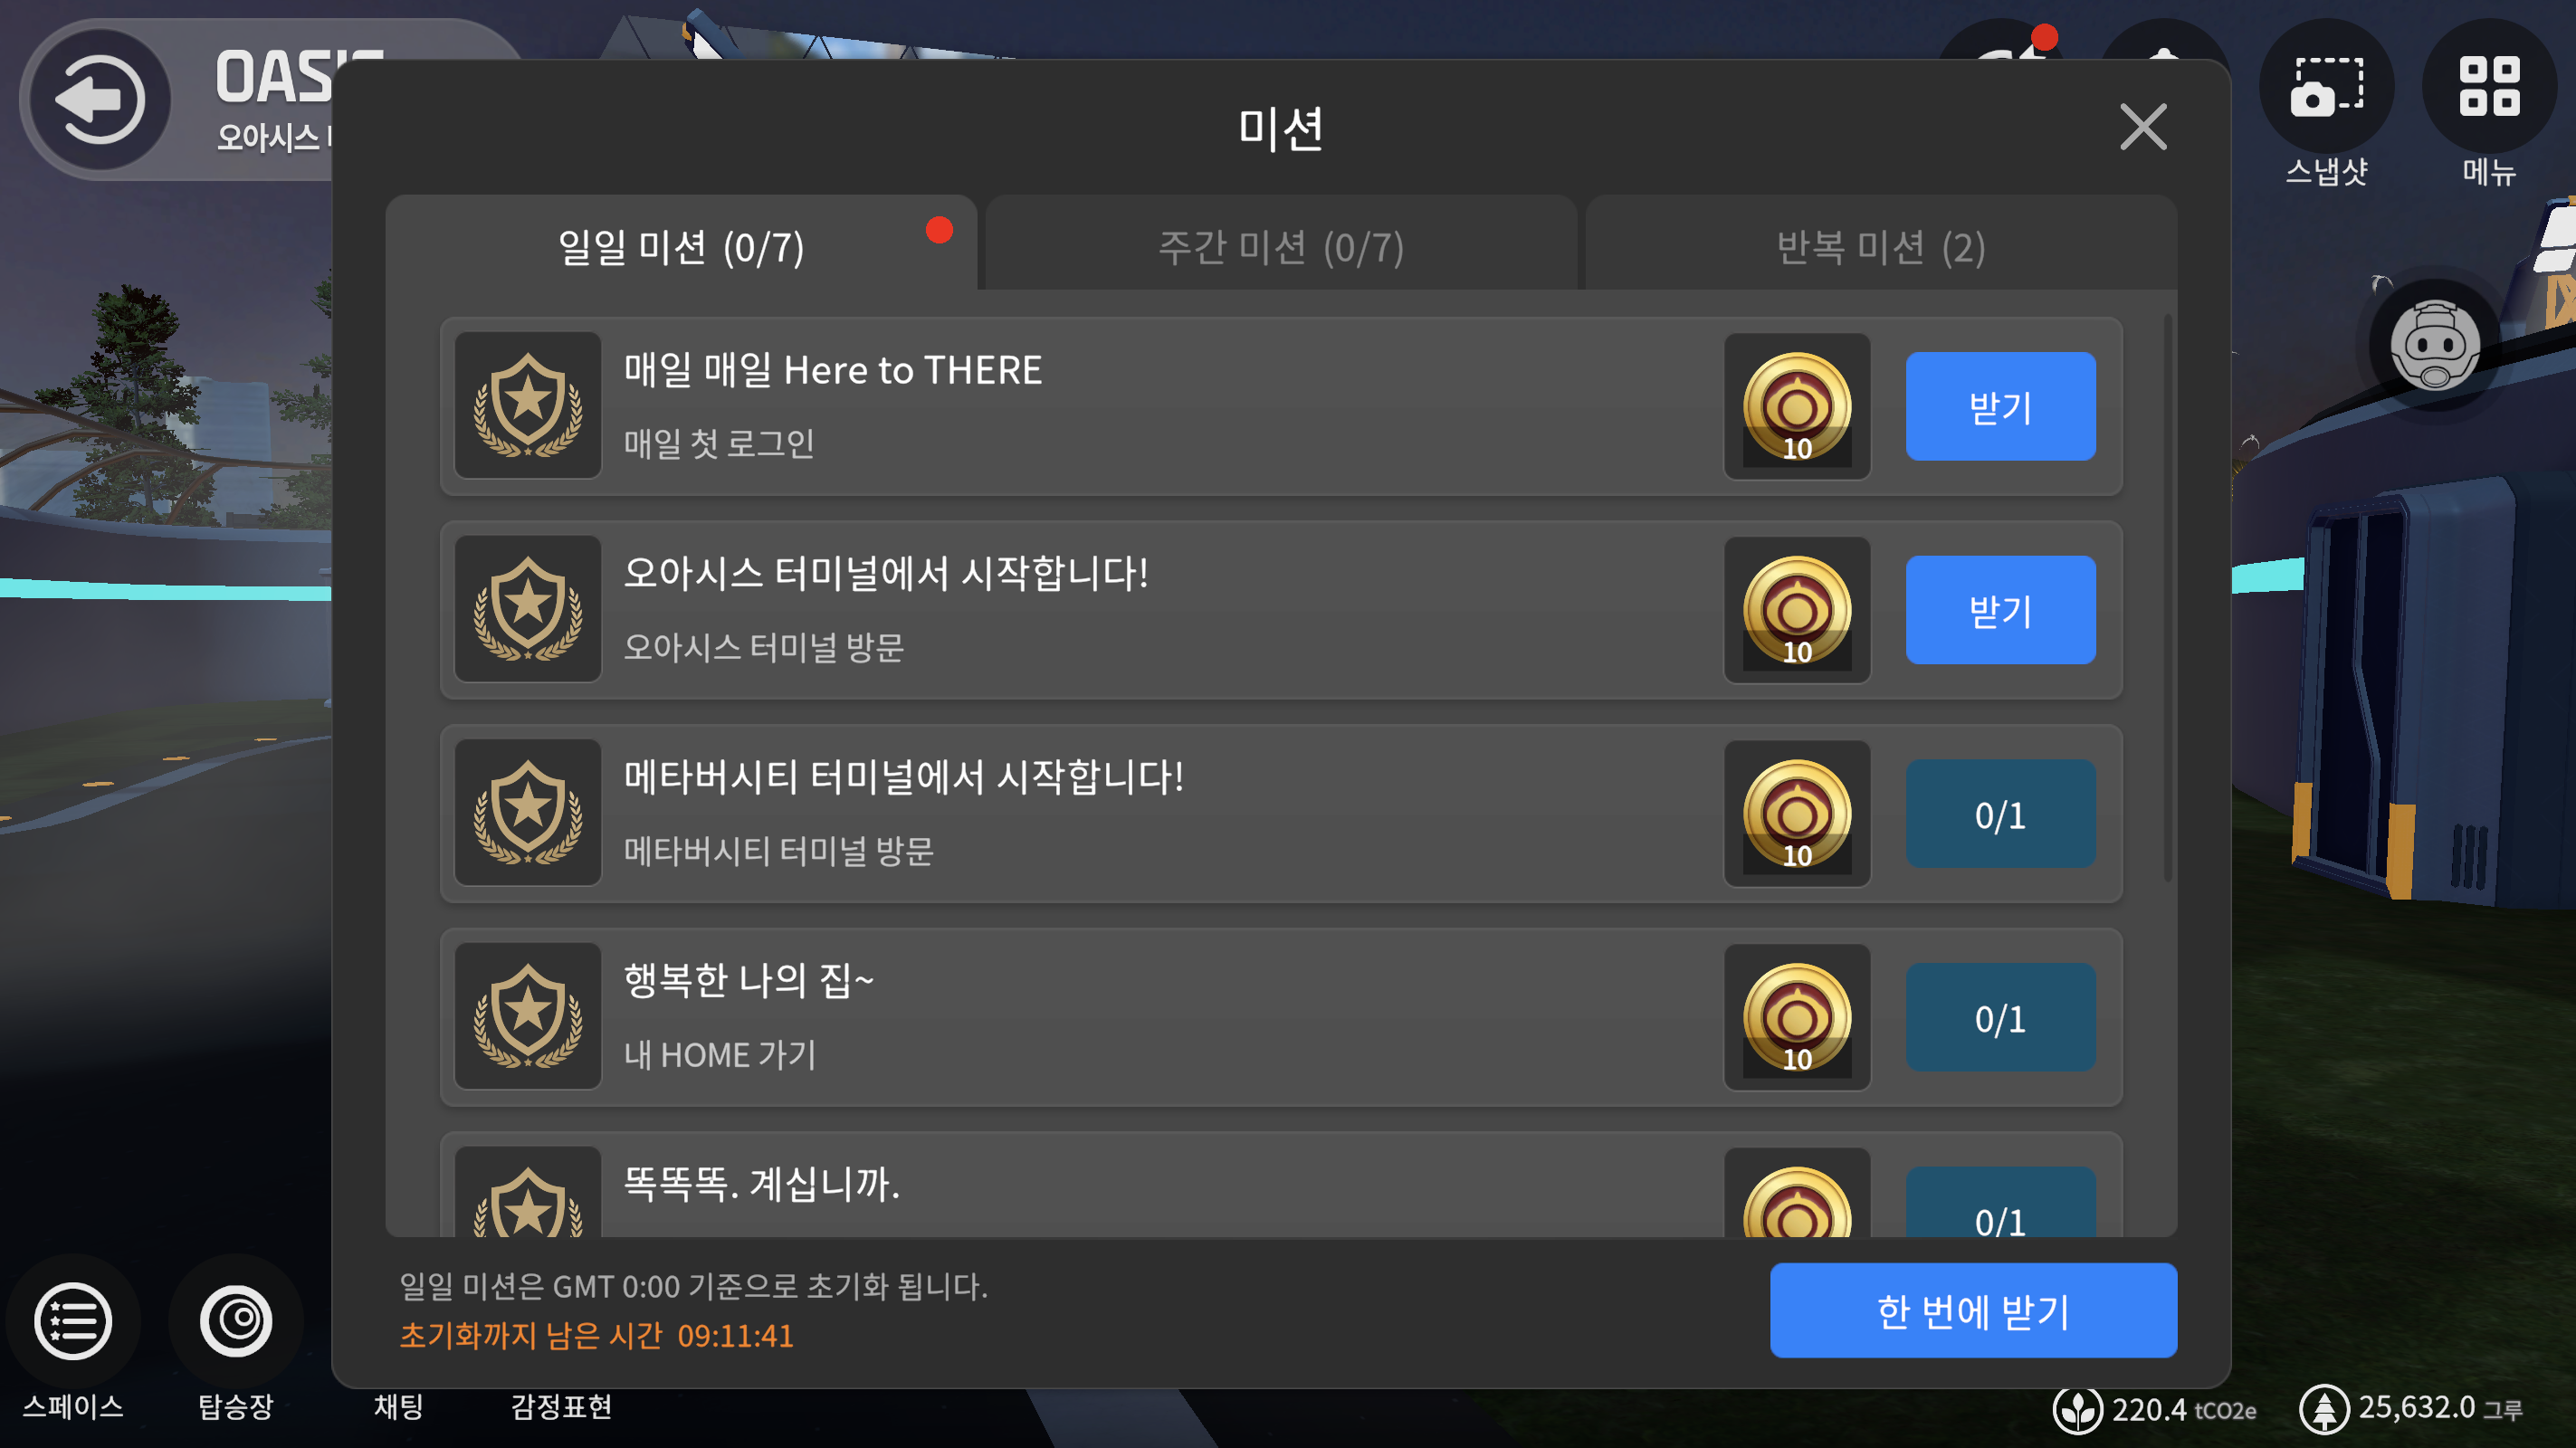 오아시스
스냅샷
메뉴
미션
일일 미션 (0/7)
주간 미션 (0/7)
반복 미션 (2)
매일 매일 Here to THERE
매일 첫 로그인
10
받기
오아시스 터미널에서 시작합니다!
오아시스 터미널 방문
10
받기
메타버시티 터미널에서 시작합니다!
메타버시티 터미널 방문
10
0/1
행복한 나의 집~
내 HOME 가기
10
0/1
똑똑똑. 계십니까.
0/1
일일 미션은 GMT 0:00 기준으로 초기화 됩니다.
초기화까지 남은 시간 09:11:41
한 번에 받기
스페이스
탑승장
채팅
감정표현
220.4 tCO2e
25,632.0 그루